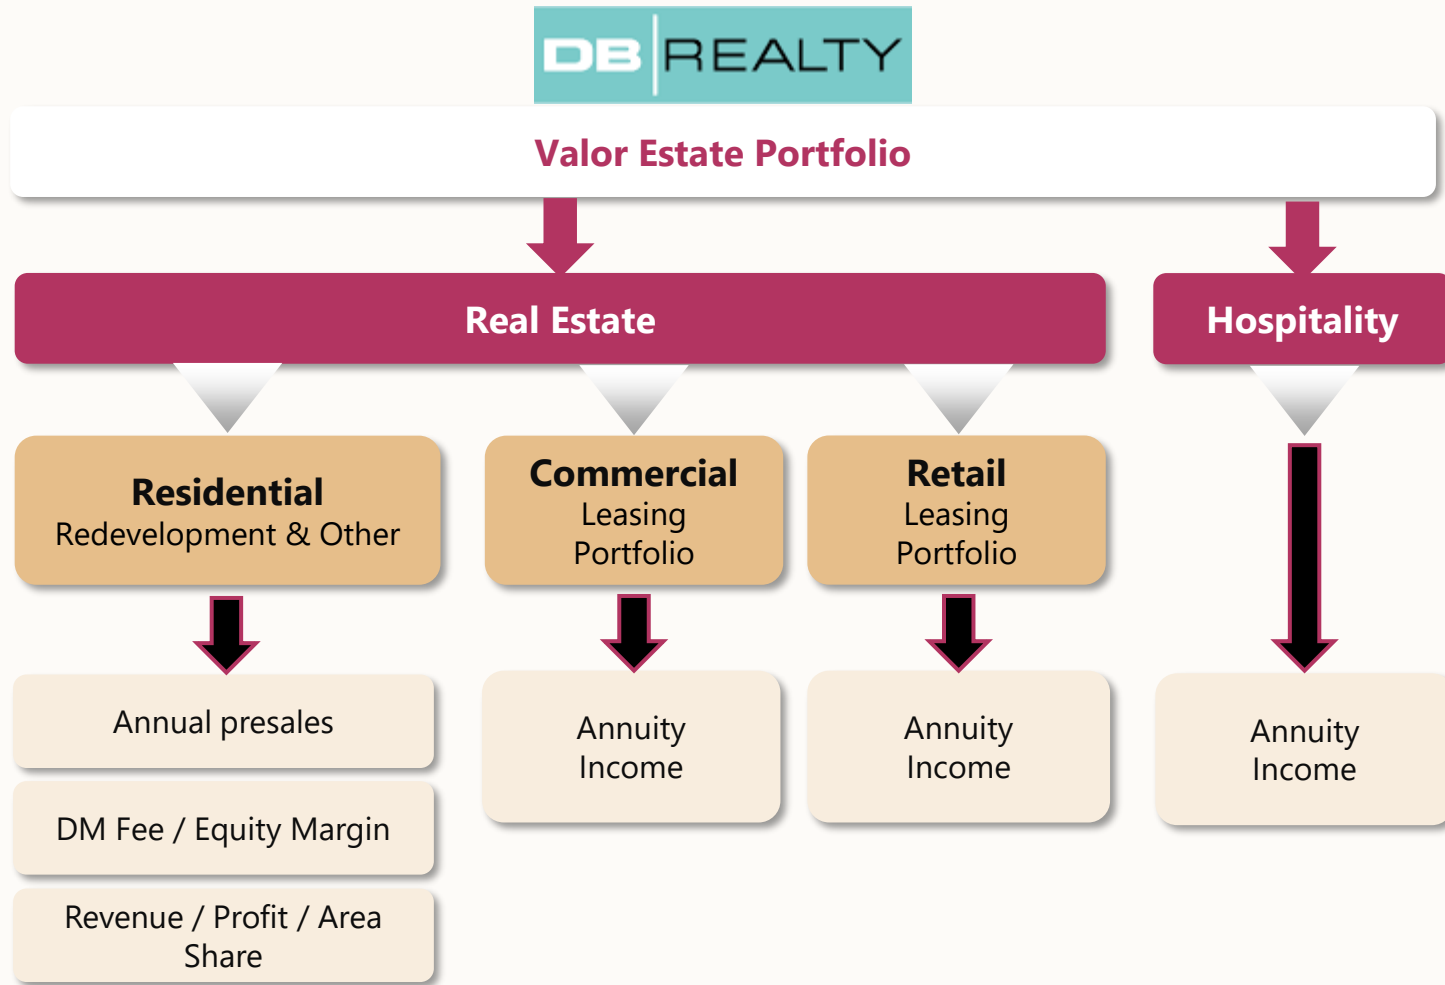 DB REALTY
Valor Estate Portfolio
Real Estate
Hospitality
Residential
Redevelopment & Other
Commercial
Leasing
Portfolio
Retail
Leasing
Portfolio
Annual presales
DM Fee / Equity Margin
Revenue / Profit / Area
Share
Annuity
Income
Annuity
Income
Annuity
Income